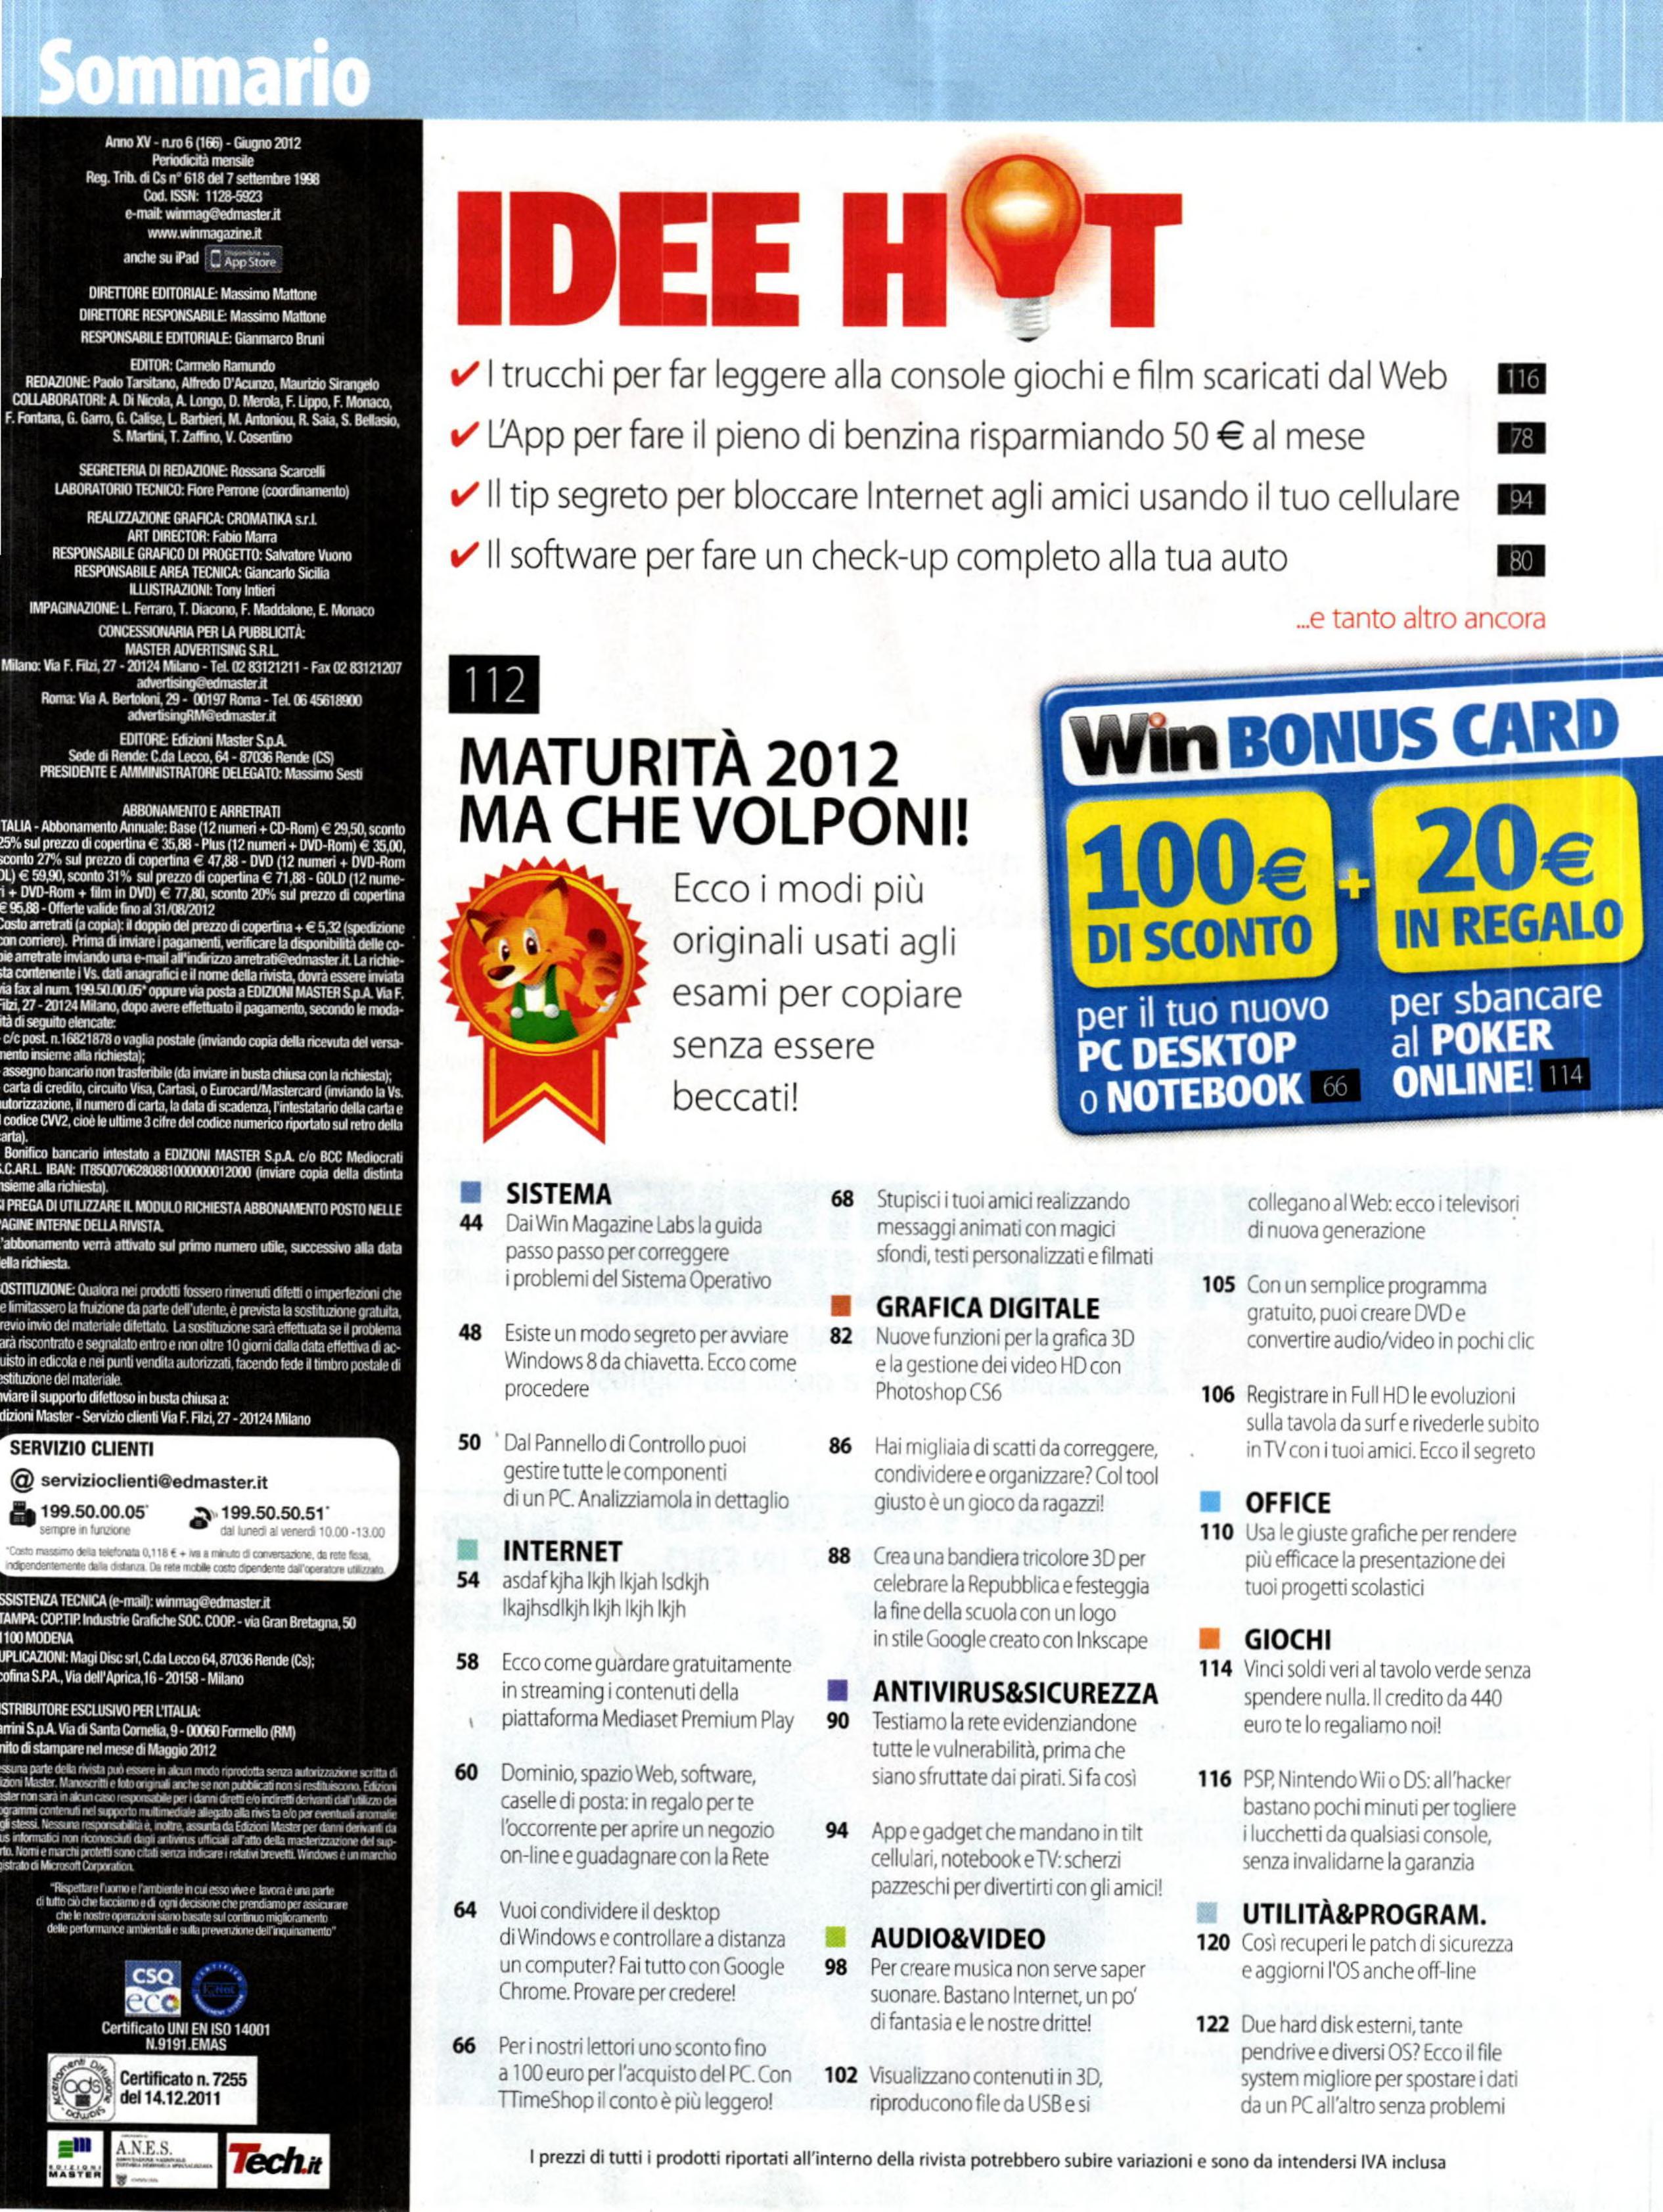 Sommario
Anno XV - n.ro 6 (166) - Giugno 2012
Periodicità mensile
Reg. Trib. di Cs n° 618 del 7 settembre 1998
Cod. ISSN: 1128-5923
e-mail: winmag@edmaster.it
www.winmagazine.it
anche su iPad
App Store
DIRETTORE EDITORIALE: Massimo Mattone
DIRETTORE RESPONSABILE: Massimo Mattone
RESPONSABILE EDITORIALE: Gianmarco Bruni
EDITOR: Carmelo Ramundo
REDAZIONE: Paolo Tarsitano, Alfredo D'Acunzo, Maurizio Sirangelo
COLLABORATORI: A. Di Nicola, A. Longo, D. Merola, F. Lippo, F. Monaco,
F. Fontana, G. Garro, G. Calise, L. Barbieri, M. Antoniou, R. Saia, S. Bellasio,
S. Martini, T. Zaffino, V. Cosentino
SEGRETERIA DI REDAZIONE: Rossana Scarcelli
LABORATORIO TECNICO: Fiore Perrone (coordinamento)
REALIZZAZIONE GRAFICA: CROMATIKA s.r.l.
ART DIRECTOR: Fabio Marra
RESPONSABILE GRAFICO DI PROGETTO: Salvatore Vuono
RESPONSABILE AREA TECNICA: Giancarlo Sicilia
ILLUSTRAZIONI: Tony Intieri
IMPAGINAZIONE: L. Ferraro, T. Diacono, F. Maddalone, E. Monaco
CONCESSIONARIA PER LA PUBBLICITÀ:
MASTER ADVERTISING S.R.L.
Milano: Via F. Filzi, 27 - 20124 Milano - Tel. 02 83121211 - Fax 02 83121207
advertising@edmaster.it
Roma: Via A. Bertoloni, 29 - 00197 Roma - Tel. 06 45618900
advertisingRM@edmaster.it
EDITORE: Edizioni Master S.p.A.
Sede di Rende: C.da Lecco, 64 - 87036 Rende (CS)
PRESIDENTE E AMMINISTRATORE DELEGATO: Massimo Sesti
ABBONAMENTO E ARRETRATI
TALIA - Abbonamento Annuale: Base (12 numeri + CD-Rom) € 29,50, sconto
25% sul prezzo di copertina € 35,88 - Plus (12 numeri + DVD-Rom) € 35,00,
sconto 27% sul prezzo di copertina € 47,88 - DVD (12 numeri + DVD-Rom
DL) € 59,90, sconto 31% sul prezzo di copertina € 71,88 - GOLD (12 nume-
i + DVD-Rom + film in DVD) € 77,80, sconto 20% sul prezzo di copertina
€ 95,88 - Offerte valide fino al 31/08/2012
Costo arretrati (a copia): il doppio del prezzo di copertina + € 5,32 (spedizione
con corriere). Prima di inviare i pagamenti, verificare la disponibilità delle co-
pie arretrate inviando una e-mail all'indirizzo arretrati@edmaster.it. La richie-
sta contenente i Vs. dati anagrafici e il nome della rivista, dovrà essere inviata
via fax al num. 199.50.00.05* oppure via posta a EDIZIONI MASTER S.p.A. Via F.
Filzi, 27 - 20124 Milano, dopo avere effettuato il pagamento, secondo le moda-
ità di seguito elencate:
c/c post. n.16821878 o vaglia postale (inviando copia della ricevuta del versa-
mento insieme alla richiesta);
assegno bancario non trasferibile (da inviare in busta chiusa con la richiesta);
carta di credito, circuito Visa, Cartasi, o Eurocard/Mastercard (inviando la Vs.
autorizzazione, il numero di carta, la data di scadenza, l'intestatario della carta e
l codice CVV2, cioè le ultime 3 cifre del codice numerico riportato sul retro della
carta).
Bonifico bancario intestato a EDIZIONI MASTER S.p.A. c/o BCC Mediocrati
S.C.AR.L. IBAN: IT85Q0706280881000000012000 (inviare copia della distinta
nsieme alla richiesta).
SI PREGA DI UTILIZZARE IL MODULO RICHIESTA ABBONAMENTO POSTO NELLE
PAGINE INTERNE DELLA RIVISTA.
'abbonamento verrà attivato sul primo numero utile, successivo alla data
ella richiesta.
OSTITUZIONE: Qualora nei prodotti fossero rinvenuti difetti o imperfezioni che
e limitassero la fruizione da parte dell'utente, è prevista la sostituzione gratuita,
revio invio del materiale difettato. La sostituzione sarà effettuata se il problema
arà riscontrato e segnalato entro e non oltre 10 giorni dalla data effettiva di ac-
uisto in edicola e nei punti vendita autorizzati, facendo fede il timbro postale di
estituzione del materiale.
nviare il supporto difettoso in busta chiusa a:
dizioni Master - Servizio clienti Via F. Filzi, 27 - 20124 Milano
SERVIZIO CLIENTI
@ servizioclienti@edmaster.it
199.50.00.05*
sempre in funzione
199.50.50.51*
dal lunedì al venerdì 10.00 -13.00
*Costo massimo della telefonata 0,118 € + iva a minuto di conversazione, da rete fissa,
indipendentemente dalla distanza. Da rete mobile costo dipendente dall'operatore utilizzato.
SSISTENZA TECNICA (e-mail): winmag@edmaster.it
TAMPA: COPTIP. Industrie Grafiche SOC. COOP. - via Gran Bretagna, 50
1100 MODENA
UPLICAZIONI: Magi Disc srl, C.da Lecco 64, 87036 Rende (Cs);
cofina S.P.A., Via dell'Aprica,16 - 20158 - Milano
ISTRIBUTORE ESCLUSIVO PER L'ITALIA:
arrini S.p.A. Via di Santa Cornelia, 9 - 00060 Formello (RM)
nito di stampare nel mese di Maggio 2012
essuna parte della rivista può essere in alcun modo riprodotta senza autorizzazione scritta di
izioni Master. Manoscritti e foto originali anche se non pubblicati non si restituiscono. Edizioni
aster non sarà in alcun caso responsabile per i danni diretti e/o indiretti derivanti dall'utilizzo dei
ogrammi contenuti nel supporto multimediale allegato alla rivis ta e/o per eventuali anomalie
gli stessi. Nessuna responsabilità è, inoltre, assunta da Edizioni Master per danni derivanti da
us informatici non riconosciuti dagli antivirus ufficiali all'atto della masterizzazione del sup-
rto. Nomi e marchi protetti sono citati senza indicare i relativi brevetti. Windows è un marchio
gistrato di Microsoft Corporation.
"Rispettare l'uomo e l'ambiente in cui esso vive e lavora è una parte
di tutto ciò che facciamo e di ogni decisione che prendiamo per assicurare
che le nostre operazioni siano basate sul continuo miglioramento
delle performance ambientali e sulla prevenzione dell'inquinamento"
CSQ
eco
Certificato UNI EN ISO 14001
N.9191.EMAS
Accertamenti Diffusione Stampa
ads
Certificato n. 7255
del 14.12.2011
EDIZIONI
MASTER
A.N.E.S.
Tech.it
IDEE HOT
✔ I trucchi per far leggere alla console giochi e film scaricati dal Web 116
✔ L'App per fare il pieno di benzina risparmiando 50 € al mese 78
✔ Il tip segreto per bloccare Internet agli amici usando il tuo cellulare 94
✔ Il software per fare un check-up completo alla tua auto 80
...e tanto altro ancora
112
MATURITÀ 2012
MA CHE VOLPONI!
Ecco i modi più
originali usati agli
esami per copiare
senza essere
beccati!
Win BONUS CARD
100€
DI SCONTO
per il tuo nuovo
PC DESKTOP
o NOTEBOOK 66
+
20€
IN REGALO
per sbancare
al POKER
ONLINE! 114
SISTEMA
44 Dai Win Magazine Labs la guida
passo passo per correggere
i problemi del Sistema Operativo
48 Esiste un modo segreto per avviare
Windows 8 da chiavetta. Ecco come
procedere
50 Dal Pannello di Controllo puoi
gestire tutte le componenti
di un PC. Analizziamola in dettaglio
INTERNET
54 asdaf kjha lkjh lkjah lsdkjh
lkajhsdlkjh lkjh lkjh lkjh
58 Ecco come guardare gratuitamente
in streaming i contenuti della
piattaforma Mediaset Premium Play
60 Dominio, spazio Web, software,
caselle di posta: in regalo per te
l'occorrente per aprire un negozio
on-line e guadagnare con la Rete
64 Vuoi condividere il desktop
di Windows e controllare a distanza
un computer? Fai tutto con Google
Chrome. Provare per credere!
66 Per i nostri lettori uno sconto fino
a 100 euro per l'acquisto del PC. Con
TTimeShop il conto è più leggero!
68 Stupisci i tuoi amici realizzando
messaggi animati con magici
sfondi, testi personalizzati e filmati
GRAFICA DIGITALE
82 Nuove funzioni per la grafica 3D
e la gestione dei video HD con
Photoshop CS6
86 Hai migliaia di scatti da correggere,
condividere e organizzare? Col tool
giusto è un gioco da ragazzi!
88 Crea una bandiera tricolore 3D per
celebrare la Repubblica e festeggia
la fine della scuola con un logo
in stile Google creato con Inkscape
ANTIVIRUS&SICUREZZA
90 Testiamo la rete evidenziandone
tutte le vulnerabilità, prima che
siano sfruttate dai pirati. Si fa così
94 App e gadget che mandano in tilt
cellulari, notebook e TV: scherzi
pazzeschi per divertirti con gli amici!
AUDIO&VIDEO
98 Per creare musica non serve saper
suonare. Bastano Internet, un po'
di fantasia e le nostre dritte!
102 Visualizzano contenuti in 3D,
riproducono file da USB e si
collegano al Web: ecco i televisori
di nuova generazione
105 Con un semplice programma
gratuito, puoi creare DVD e
convertire audio/video in pochi clic
106 Registrare in Full HD le evoluzioni
sulla tavola da surf e rivederle subito
in TV con i tuoi amici. Ecco il segreto
OFFICE
110 Usa le giuste grafiche per rendere
più efficace la presentazione dei
tuoi progetti scolastici
GIOCHI
114 Vinci soldi veri al tavolo verde senza
spendere nulla. Il credito da 440
euro te lo regaliamo noi!
116 PSP, Nintendo Wii o DS: all'hacker
bastano pochi minuti per togliere
i lucchetti da qualsiasi console,
senza invalidarne la garanzia
UTILITÀ&PROGRAM.
120 Così recuperi le patch di sicurezza
e aggiorni l'OS anche off-line
122 Due hard disk esterni, tante
pendrive e diversi OS? Ecco il file
system migliore per spostare i dati
da un PC all'altro senza problemi
I prezzi di tutti i prodotti riportati all'interno della rivista potrebbero subire variazioni e sono da intendersi IVA inclusa